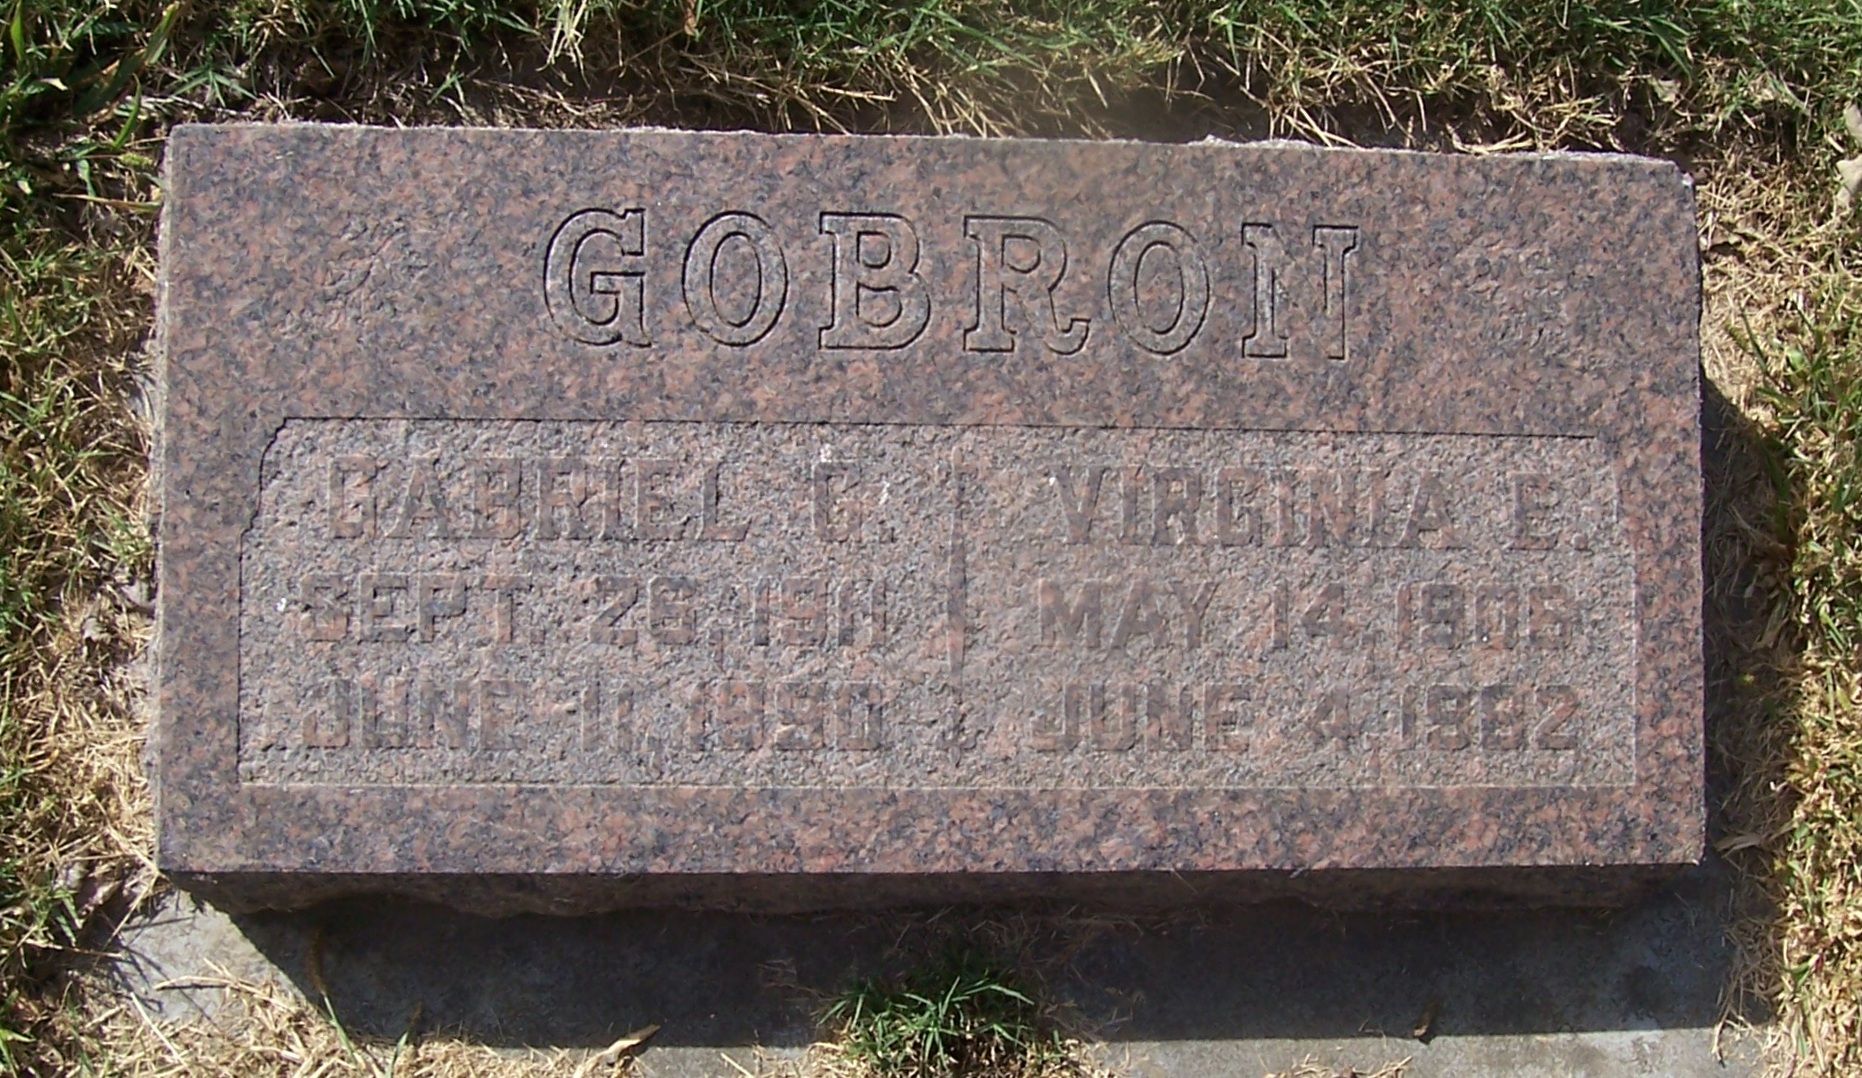 GOBRON
GABRIEL G.
SEPT. 26, 1911
JUNE 11, 1990
VIRGINIA E.
MAY 14, 1906
JUNE 4, 1982